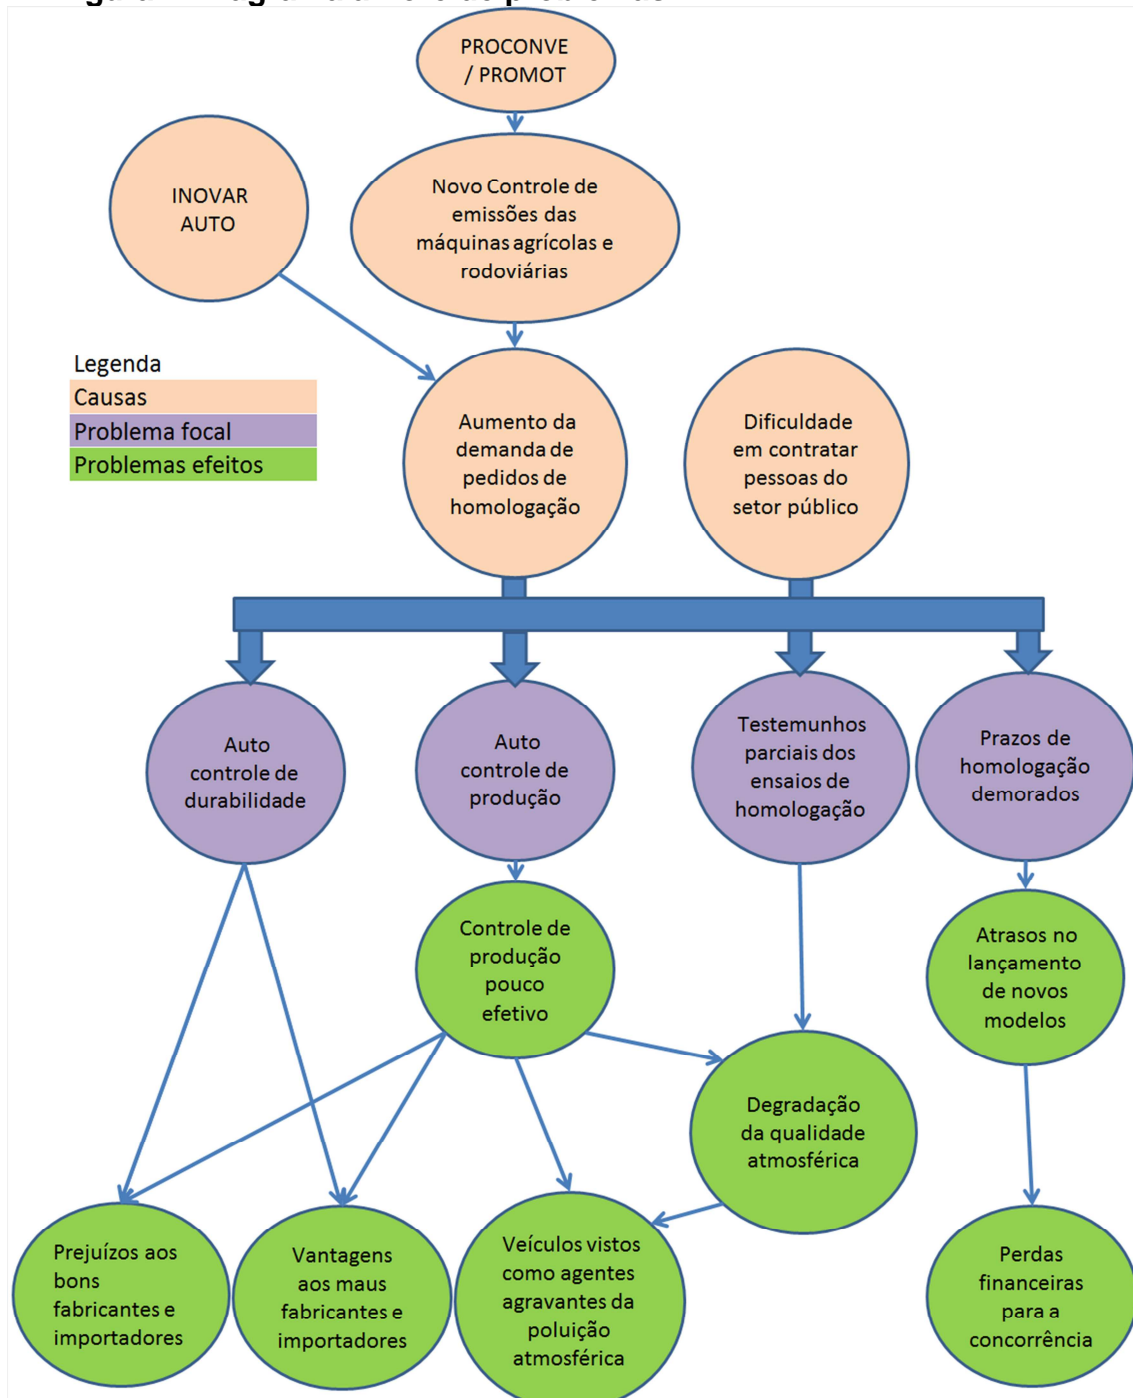 PROCONVE
/ PROMOT
INOVAR
AUTO
Novo Controle de
emissões das
máquinas agrícolas e
rodoviárias
Legenda
Causas
Problema focal
Problemas efeitos
Aumento da
demanda de
pedidos de
homologação
Dificuldade
em contratar
pessoas do
setor público
Auto
controle de
durabilidade
Auto
controle de
produção
Testemunhos
parciais dos
ensaios de
homologação
Prazos de
homologação
demorados
Controle de
produção
pouco
efetivo
Atrasos no
lançamento
de novos
modelos
Degradação
da qualidade
atmosférica
Prejuízos aos
bons
fabricantes e
importadores
Vantagens
aos maus
fabricantes e
importadores
Veículos vistos
como agentes
agravantes da
poluição
atmosférica
Perdas
financeiras
para a
concorrência